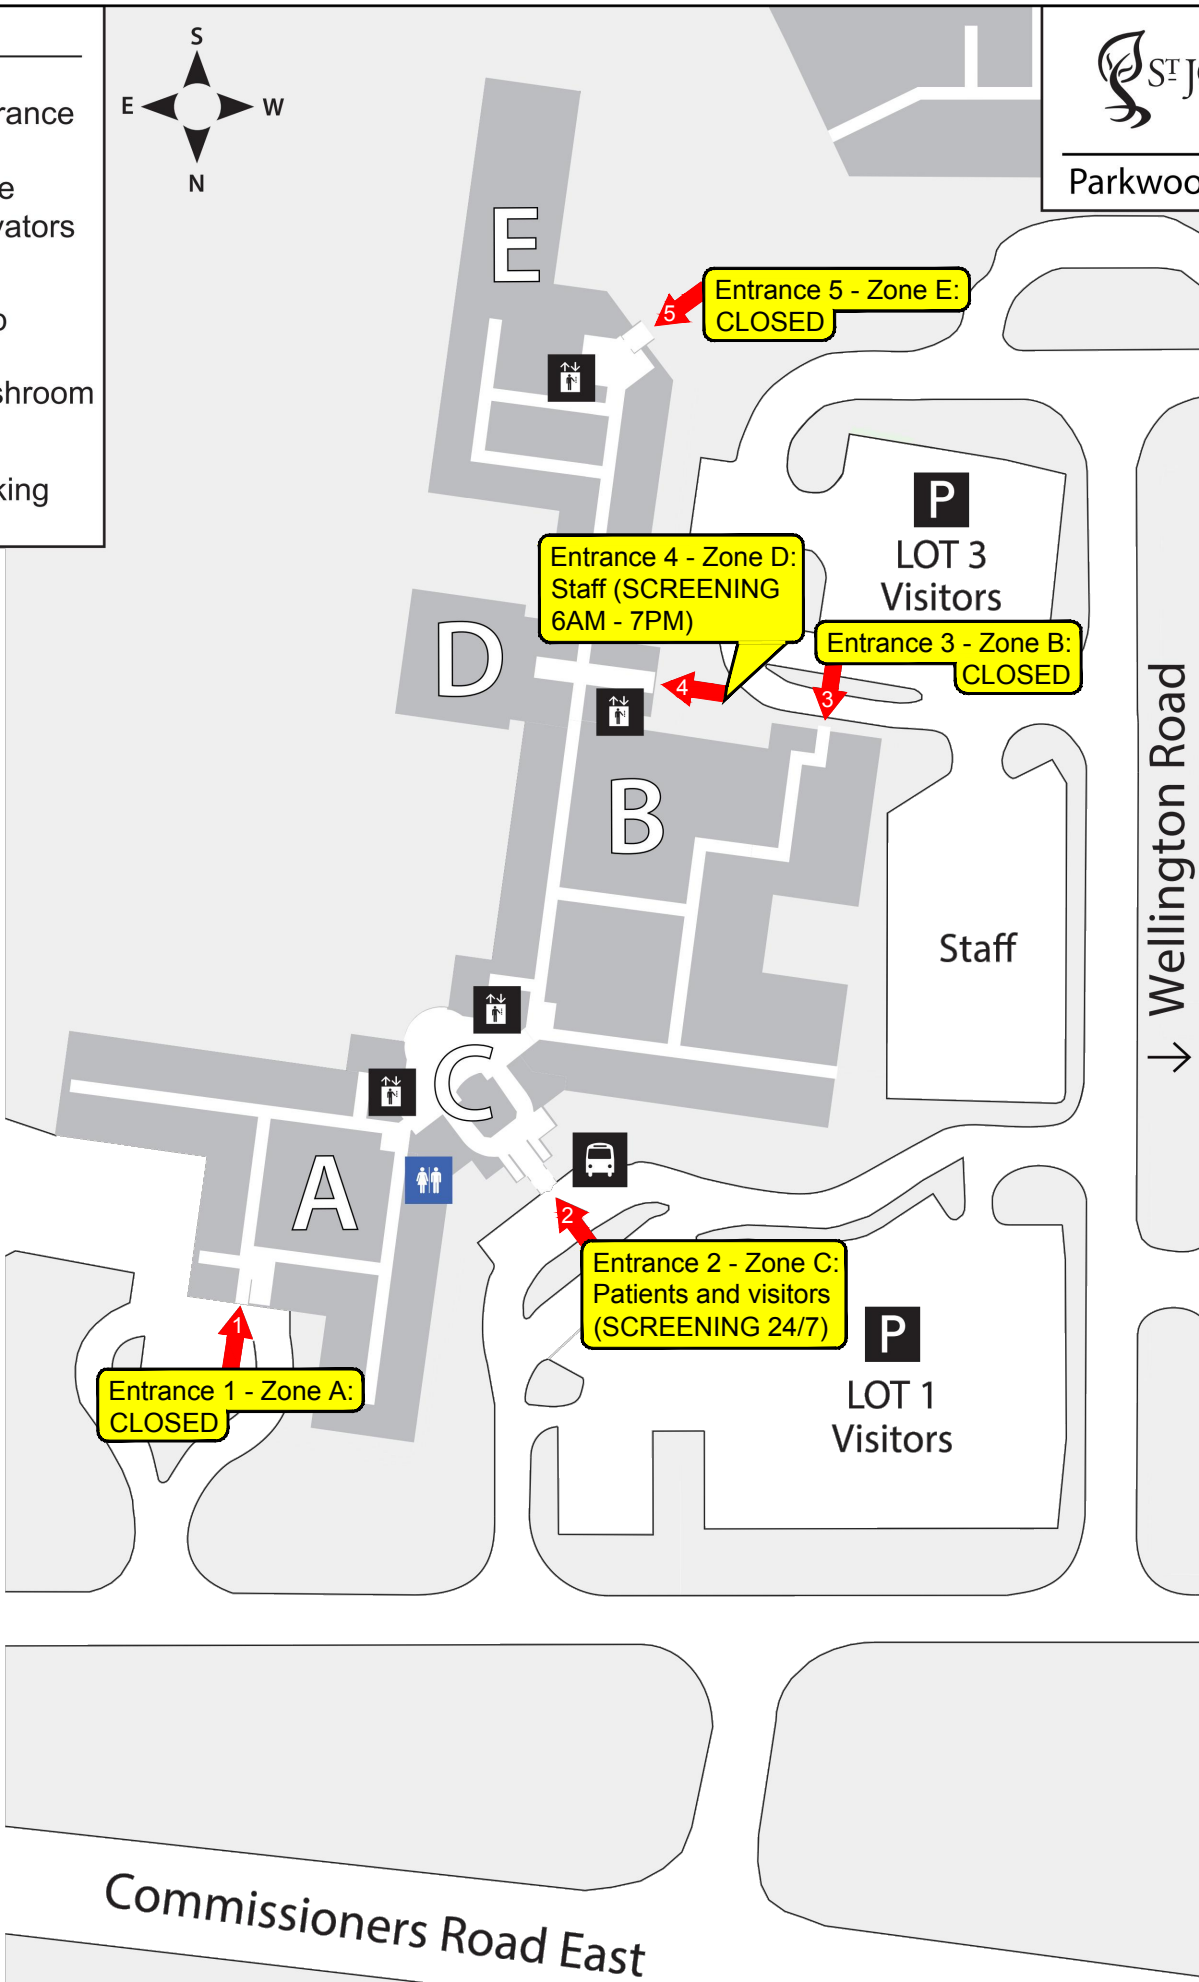 S
E W
N
rance
e
vators
o
shroom
king
ST J
Parkwoo
E
5
Entrance 5 - Zone E:
CLOSED
P
LOT 3
Visitors
Entrance 4 - Zone D:
Staff (SCREENING
6AM - 7PM)
Entrance 3 - Zone B:
CLOSED
D
4
3
B
Wellington Road
Staff
C
A
2
Entrance 2 - Zone C:
Patients and visitors
(SCREENING 24/7)
P
LOT 1
Visitors
1
Entrance 1 - Zone A:
CLOSED
Commissioners Road East